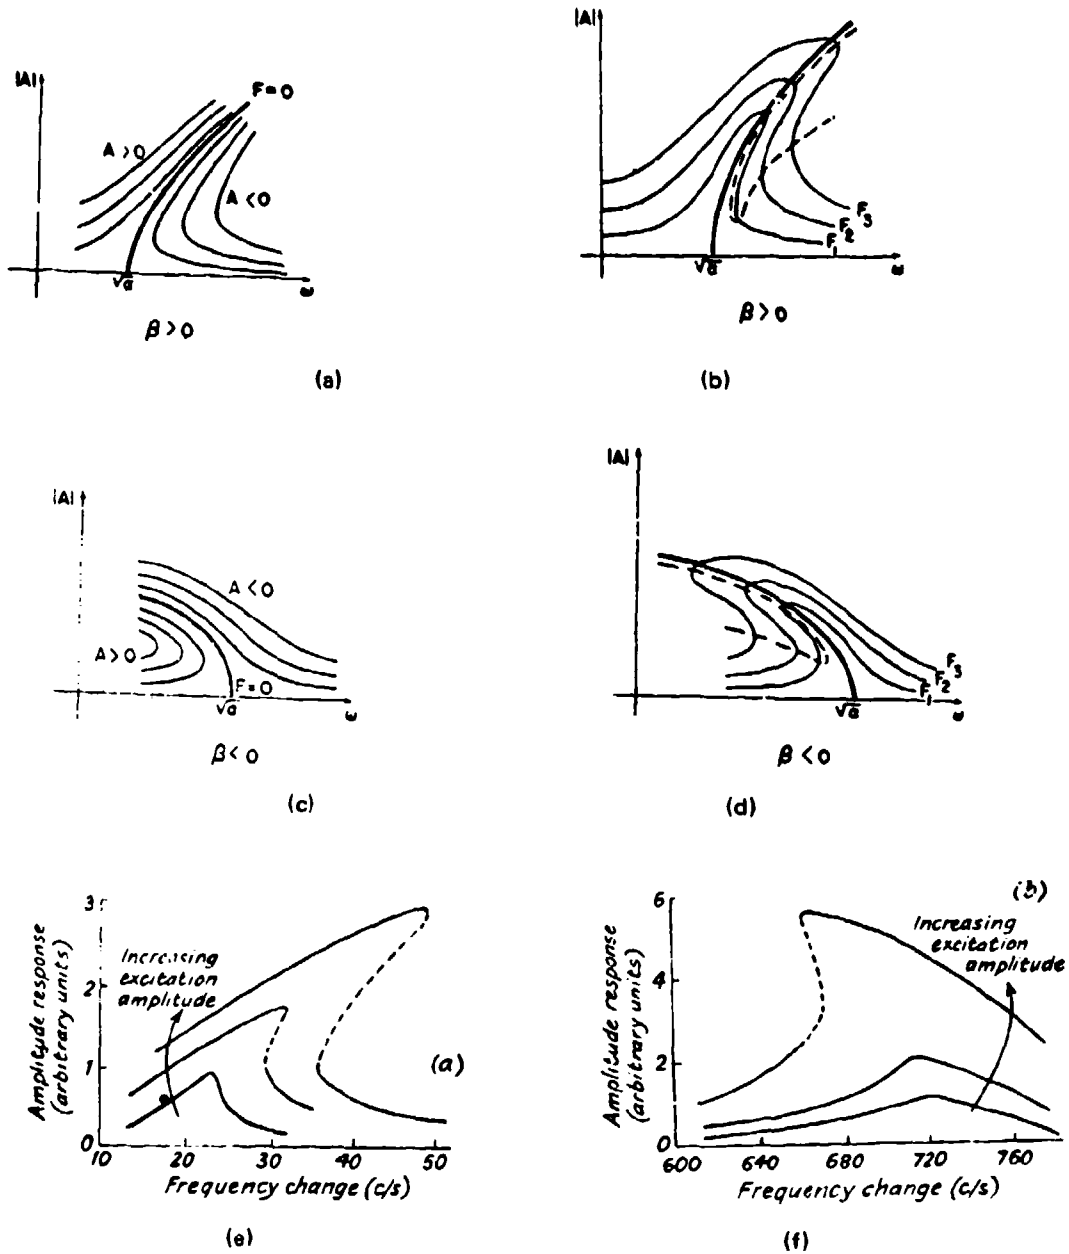 |A|
F=0
A>0
A<0
√α
ω
β>0
(a)
|A|
F3
F2
F1
√α
ω
β>0
(b)
|A|
A<0
A>0
F=0
√α
ω
β<0
(c)
|A|
F3
F2
F1
√α
ω
β<0
(d)
Amplitude response
(arbitrary units)
3
2
1
0
Increasing
excitation
amplitude
(a)
10 20 30 40 50
Frequency change (c/s)
(e)
Amplitude response
(arbitrary units)
6
4
2
0
(b)
Increasing
excitation
amplitude
600 640 680 720 760
Frequency change (c/s)
(f)